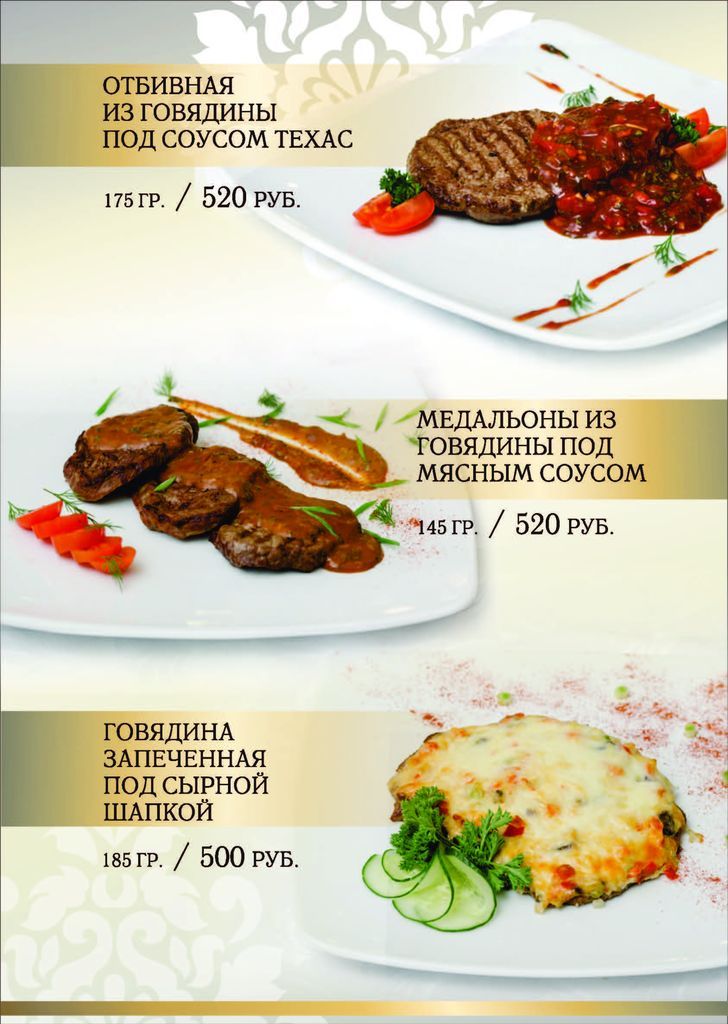 ОТБИВНАЯ
ИЗ ГОВЯДИНЫ
ПОД СОУСОМ ТЕХАС
175 ГР. / 520 РУБ.
МЕДАЛЬОНЫ ИЗ
ГОВЯДИНЫ ПОД
МЯСНЫМ СОУСОМ
145 ГР. / 520 РУБ.
ГОВЯДИНА
ЗАПЕЧЕННАЯ
ПОД СЫРНОЙ
ШАПКОЙ
185 ГР. / 500 РУБ.